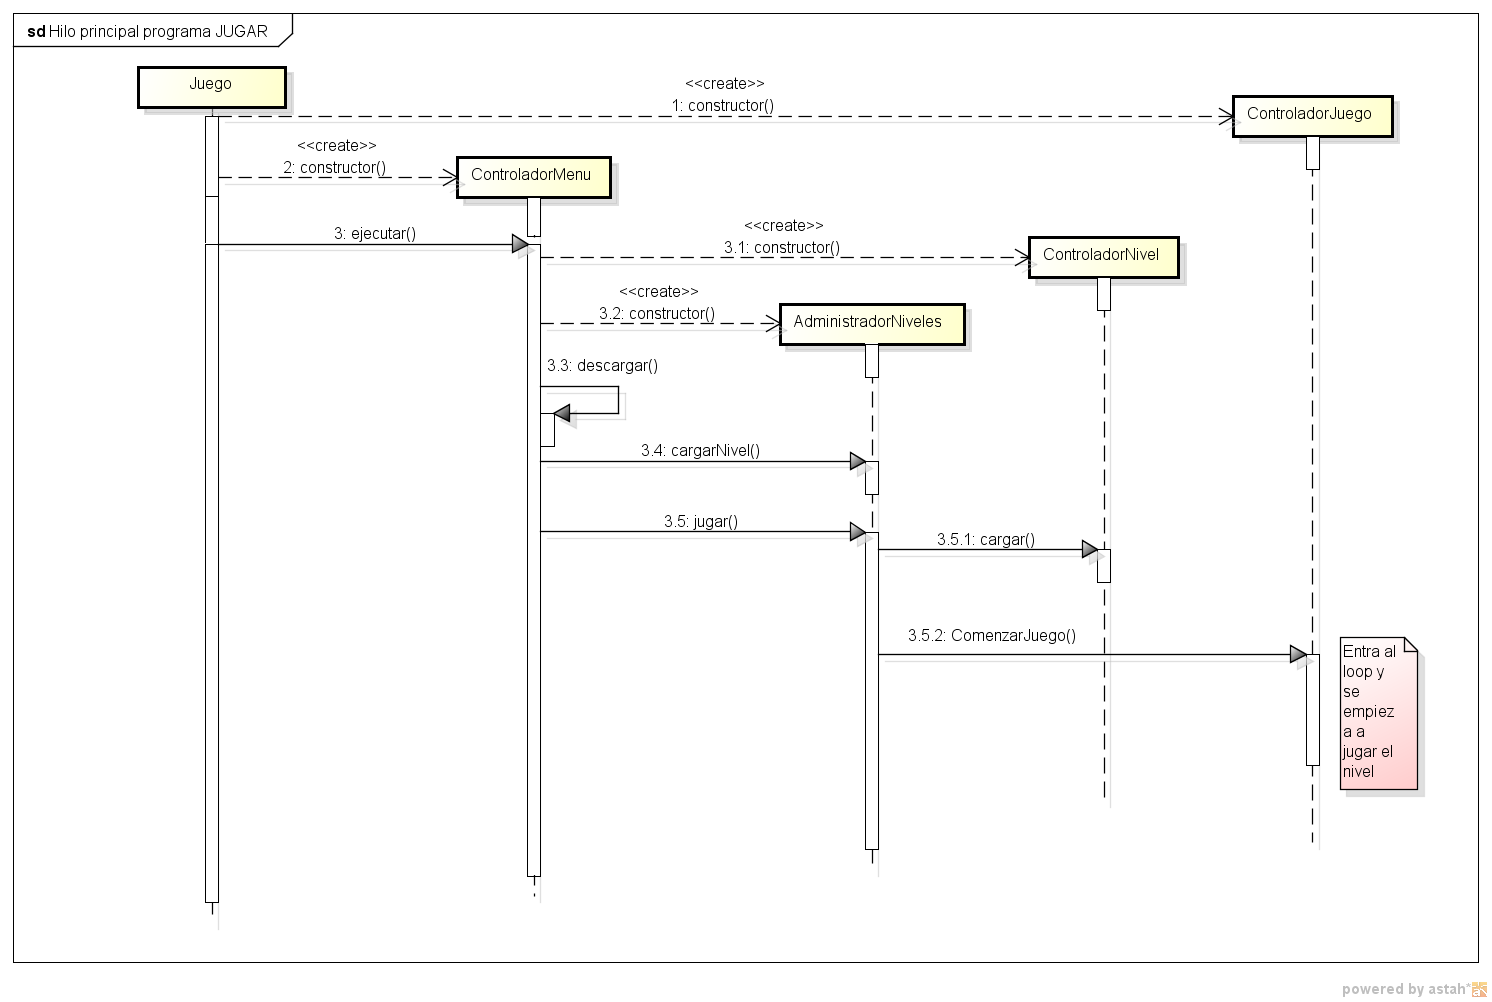 sd Hilo principal programa JUGAR
Juego
<<create>>
1: constructor()
ControladorJuego
<<create>>
2: constructor()
ControladorMenu
3: ejecutar()
<<create>>
3.1: constructor()
ControladorNivel
<<create>>
3.2: constructor()
AdministradorNiveles
3.3: descargar()
3.4: cargarNivel()
3.5: jugar()
3.5.1: cargar()
3.5.2: ComenzarJuego()
Entra al
loop y
se
empiez
a a
jugar el
nivel
powered by astah*